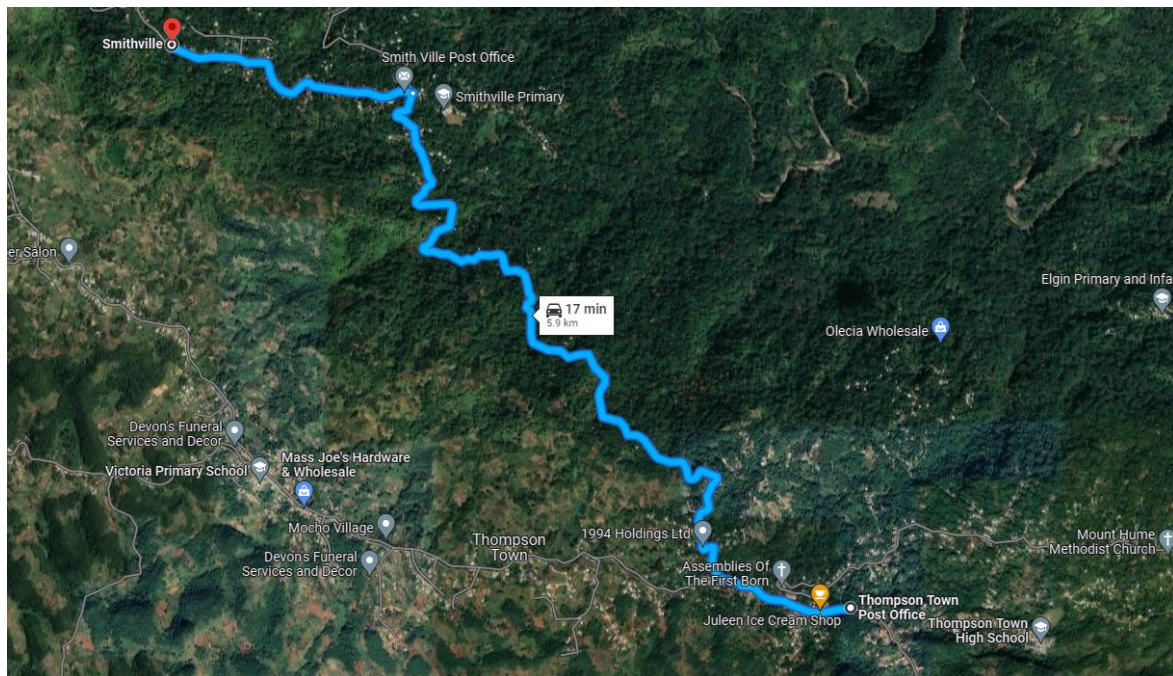 Smithville
Smith Ville Post Office
Smithville Primary
er Salon
17 min
5.9 km
Elgin Primary and Infa
Olecia Wholesale
Devon's Funeral
Services and Decor
Mass Joe's Hardware
& Wholesale
Victoria Primary School
Mocho Village
1994 Holdings Ltd
Thompson
Town
Mount Hume
Methodist Church
Devon's Funeral
Services and Decor
Assemblies Of
The First Born
Thompson Town
Post Office
Juleen Ice Cream Shop
Thompson Town
High School